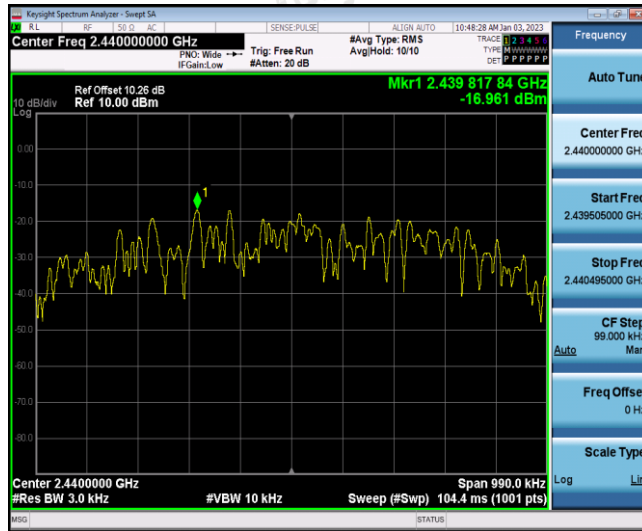 Keysight Spectrum Analyzer - Swept SA
RL RF 50 Ω AC SENSE:PULSE ALIGN AUTO 10:48:28 AM Jan 03, 2023
Center Freq 2.440000000 GHz
PNO: Wide
IFGain:Low
Trig: Free Run
#Atten: 20 dB
#Avg Type: RMS
Avg|Hold: 10/10
TRACE 1 2 3 4 5 6
TYPE M WWWWW
DET P P P P P P
Mkr1 2.439 817 84 GHz
-16.961 dBm
Ref Offset 10.26 dB
10 dB/div Ref 10.00 dBm
Log
0.00
-10.0
1
-20.0
-30.0
-40.0
-50.0
-60.0
-70.0
-80.0
Center 2.4400000 GHz Span 990.0 kHz
#Res BW 3.0 kHz #VBW 10 kHz Sweep (#Swp) 104.4 ms (1001 pts)
MSG STATUS
Frequency
Auto Tune
Center Freq
2.440000000 GHz
Start Freq
2.439505000 GHz
Stop Freq
2.440495000 GHz
CF Step
99.000 kHz
Auto Man
Freq Offset
0 Hz
Scale Type
Log Lin